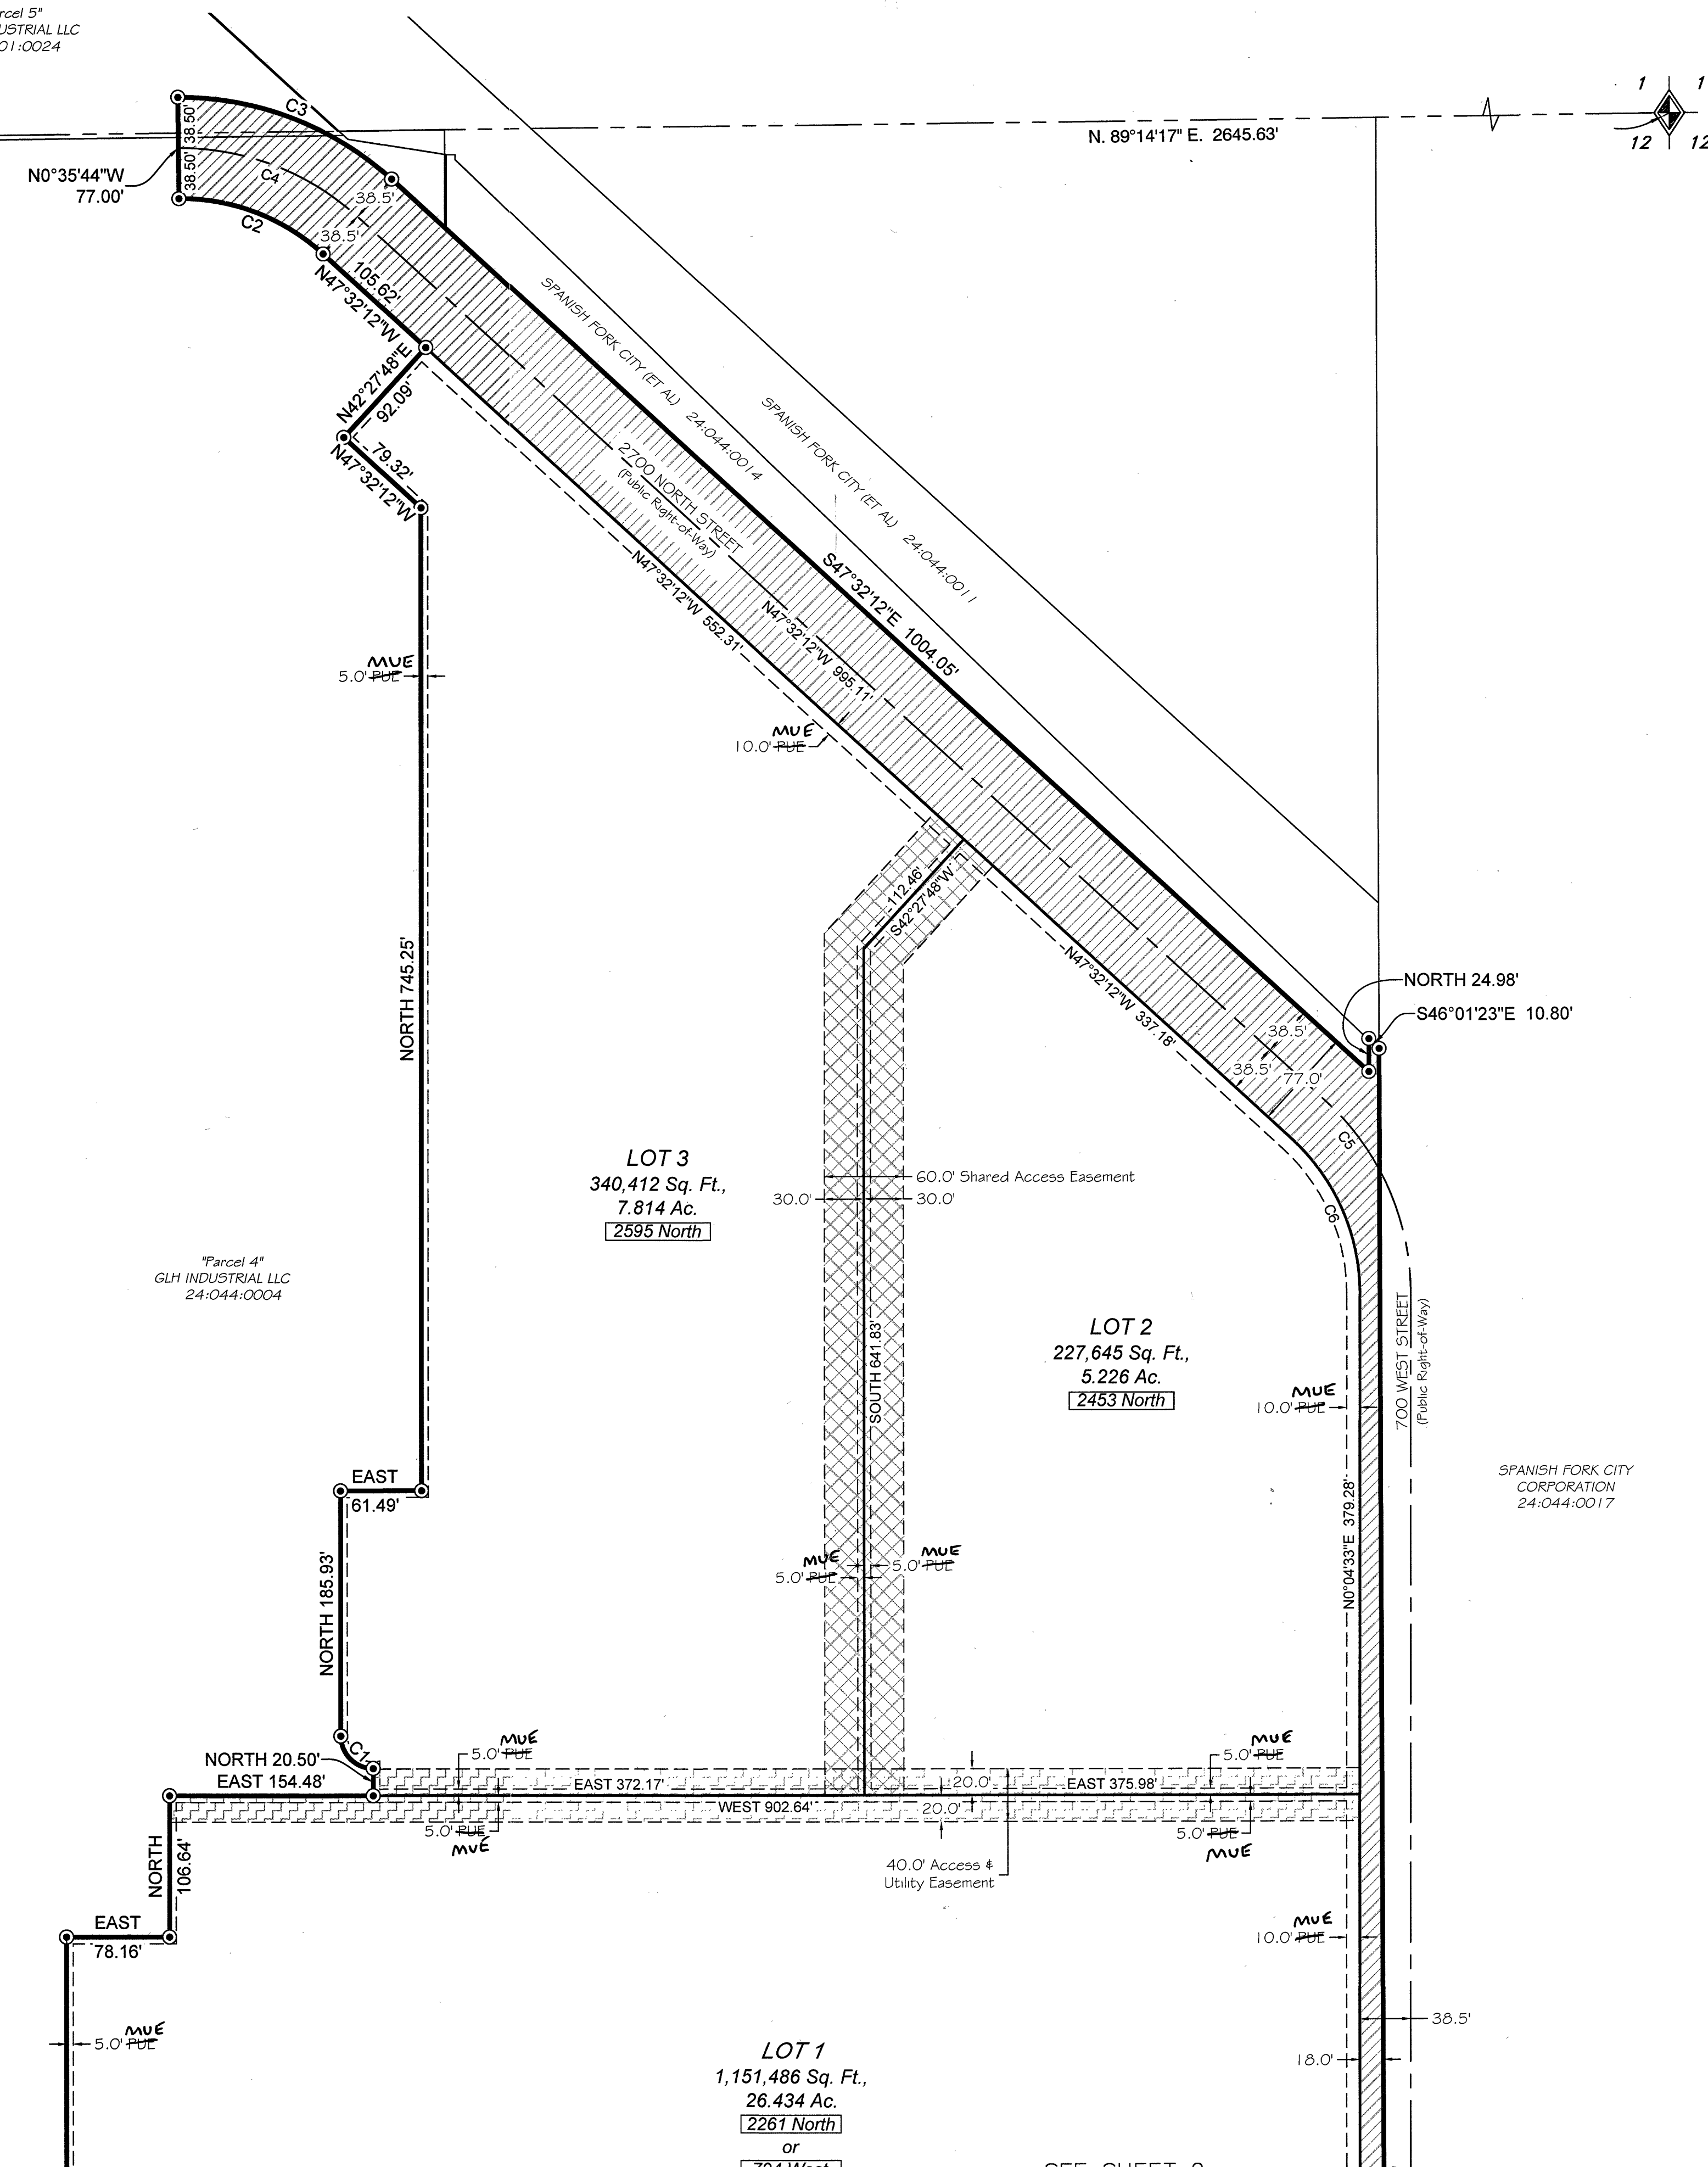 rcel 5"
USTRIAL LLC
01:0024
1
1
12
12
N. 89°14'17" E. 2645.63'
C3
38.50'
38.50'
N0°35'44"W
77.00'
C4
C2
38.5'
38.5'
105.62'
N47°32'12"W
N42°27'48"E
92.09'
79.32'
N47°32'12"W
SPANISH FORK CITY (ET AL) 24:044:0014
SPANISH FORK CITY (ET AL) 24:044:0011
2700 NORTH STREET
(Public Right-of-Way)
S47°32'12"E 1004.05'
N47°32'12"W 552.31'
N47°32'12"W 995.11'
MUE
5.0' PUE
MUE
10.0' PUE
112.46'
S42°27'48"W
NORTH 745.25'
N47°32'12"W 337.18'
NORTH 24.98'
S46°01'23"E 10.80'
38.5'
38.5'
77.0'
C5
C6
LOT 3
340,412 Sq. Ft.,
7.814 Ac.
2595 North
60.0' Shared Access Easement
30.0'
30.0'
"Parcel 4"
GLH INDUSTRIAL LLC
24:044:0004
LOT 2
227,645 Sq. Ft.,
5.226 Ac.
2453 North
SOUTH 641.83'
700 WEST STREET
(Public Right-of-Way)
MUE
10.0' PUE
SPANISH FORK CITY
CORPORATION
24:044:0017
EAST
61.49'
N0°04'33"E 379.28'
NORTH 185.93'
MUE
5.0' PUE
MUE
5.0' PUE
C1
NORTH 20.50'
EAST 154.48'
MUE
5.0' PUE
MUE
5.0' PUE
EAST 372.17'
20.0'
EAST 375.98'
WEST 902.64'
20.0'
5.0' PUE
MUE
5.0' PUE
MUE
40.0' Access &
Utility Easement
NORTH
106.64'
EAST
78.16'
MUE
10.0' PUE
MUE
5.0' PUE
38.5'
18.0'
LOT 1
1,151,486 Sq. Ft.,
26.434 Ac.
2261 North
or
704 West
SEE SHEET 2